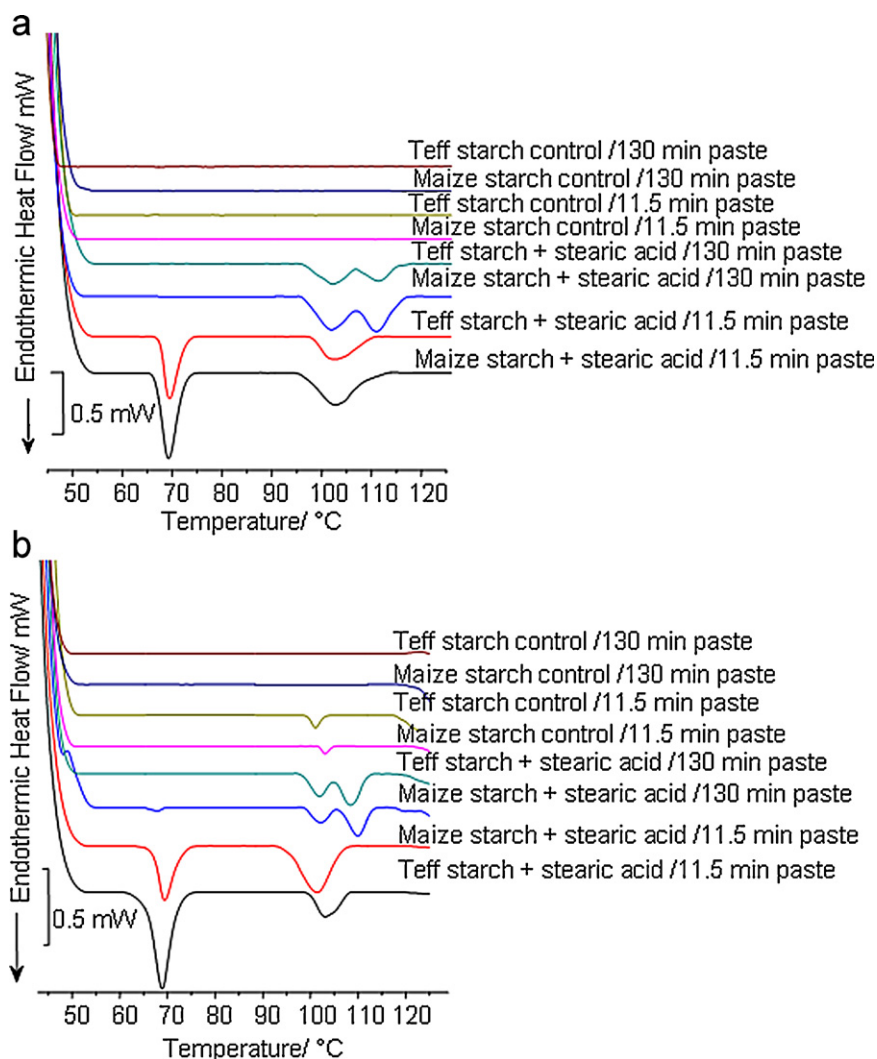 a
Endothermic Heat Flow/ mW
Teff starch control /130 min paste
Maize starch control /130 min paste
Teff starch control /11.5 min paste
Maize starch control /11.5 min paste
Teff starch + stearic acid /130 min paste
Maize starch + stearic acid /130 min paste
Teff starch + stearic acid /11.5 min paste
Maize starch + stearic acid /11.5 min paste
0.5 mW
50 60 70 80 90 100 110 120
Temperature/ °C
b
Endothermic Heat Flow/ mW
Teff starch control /130 min paste
Maize starch control /130 min paste
Teff starch control /11.5 min paste
Maize starch control /11.5 min paste
Teff starch + stearic acid /130 min paste
Maize starch + stearic acid /130 min paste
Maize starch + stearic acid /11.5 min paste
Teff starch + stearic acid /11.5 min paste
0.5 mW
50 60 70 80 90 100 110 120
Temperature/ °C